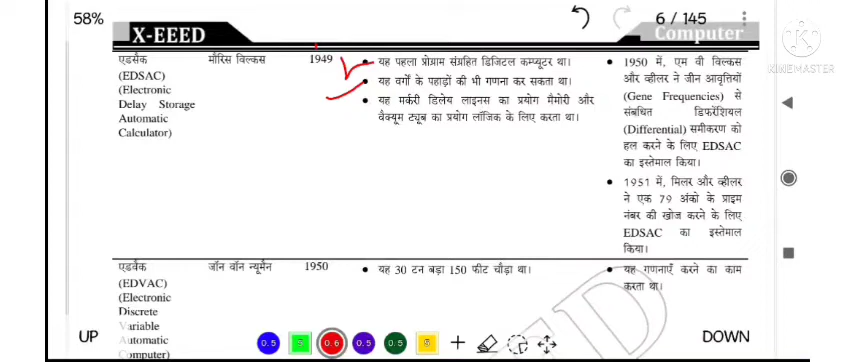 58%
6 / 145
X-EEED
Computer
KINEMASTER
एडसैक
(EDSAC)
(Electronic
Delay Storage
Automatic
Calculator)
मौरिस विल्कस
1949
• यह पहला प्रोग्राम संग्रहित डिजिटल कम्प्यूटर था।
• यह वर्गों के पहाड़ों की भी गणना कर सकता था।
• यह मर्करी डिलेय लाइनस का प्रयोग मैमोरी और
वैक्यूम ट्यूब का प्रयोग लॉजिक के लिए करता था।
• 1950 में, एम वी विल्कस
और व्हीलर ने जीन आवृत्तियों
(Gene Frequencies) से
संबधित डिफरेंशियल
(Differential) समीकरण को
हल करने के लिए EDSAC
का इस्तेमाल किया।
• 1951 में, मिलर और व्हीलर
ने एक 79 अंको के प्राइम
नंबर की खोज करने के लिए
EDSAC का इस्तेमाल
किया।
एडवैक
(EDVAC)
(Electronic
Discrete
Variable
Automatic
Computer)
जॉन वॉन न्यूमैन
1950
• यह 30 टन बड़ा 150 फीट चौड़ा था।
• यह गणनाएँ करने का काम
करता था।
UP
0.5
0.6
0.5
0.5
DOWN